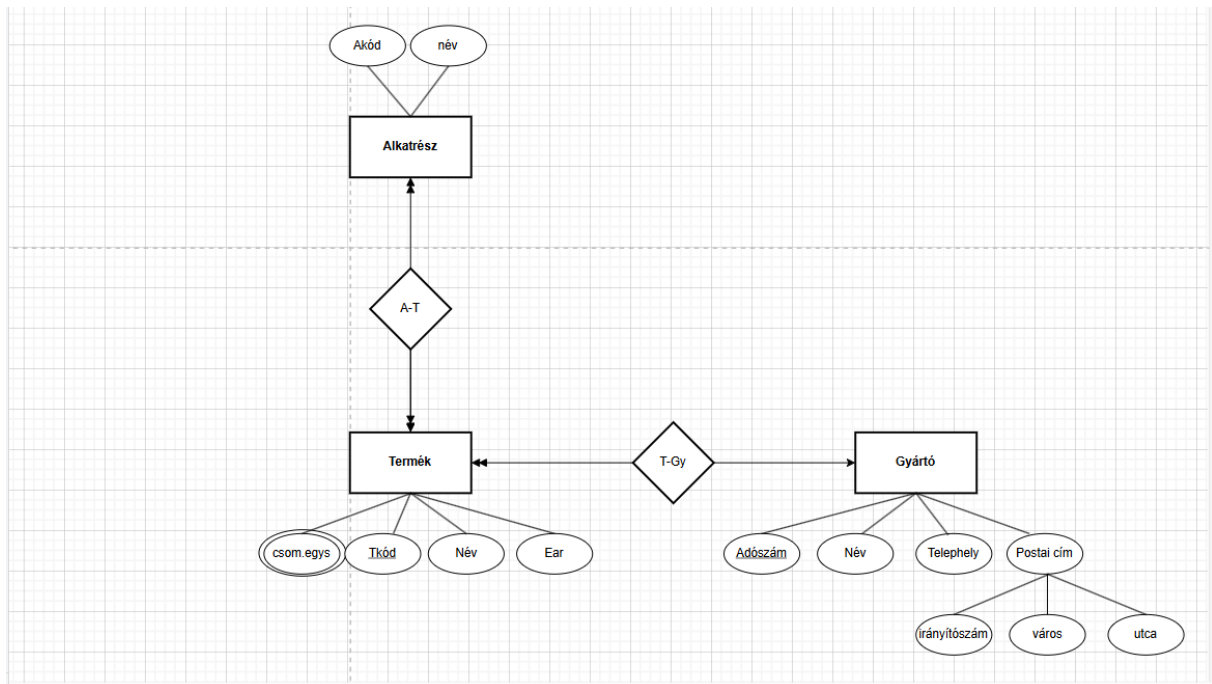 Akód
név
Alkatrész
A-T
Termék
T-Gy
Gyártó
csom.egys
Tkód
Név
Ear
Adószám
Név
Telephely
Postai cím
irányítószám
város
utca